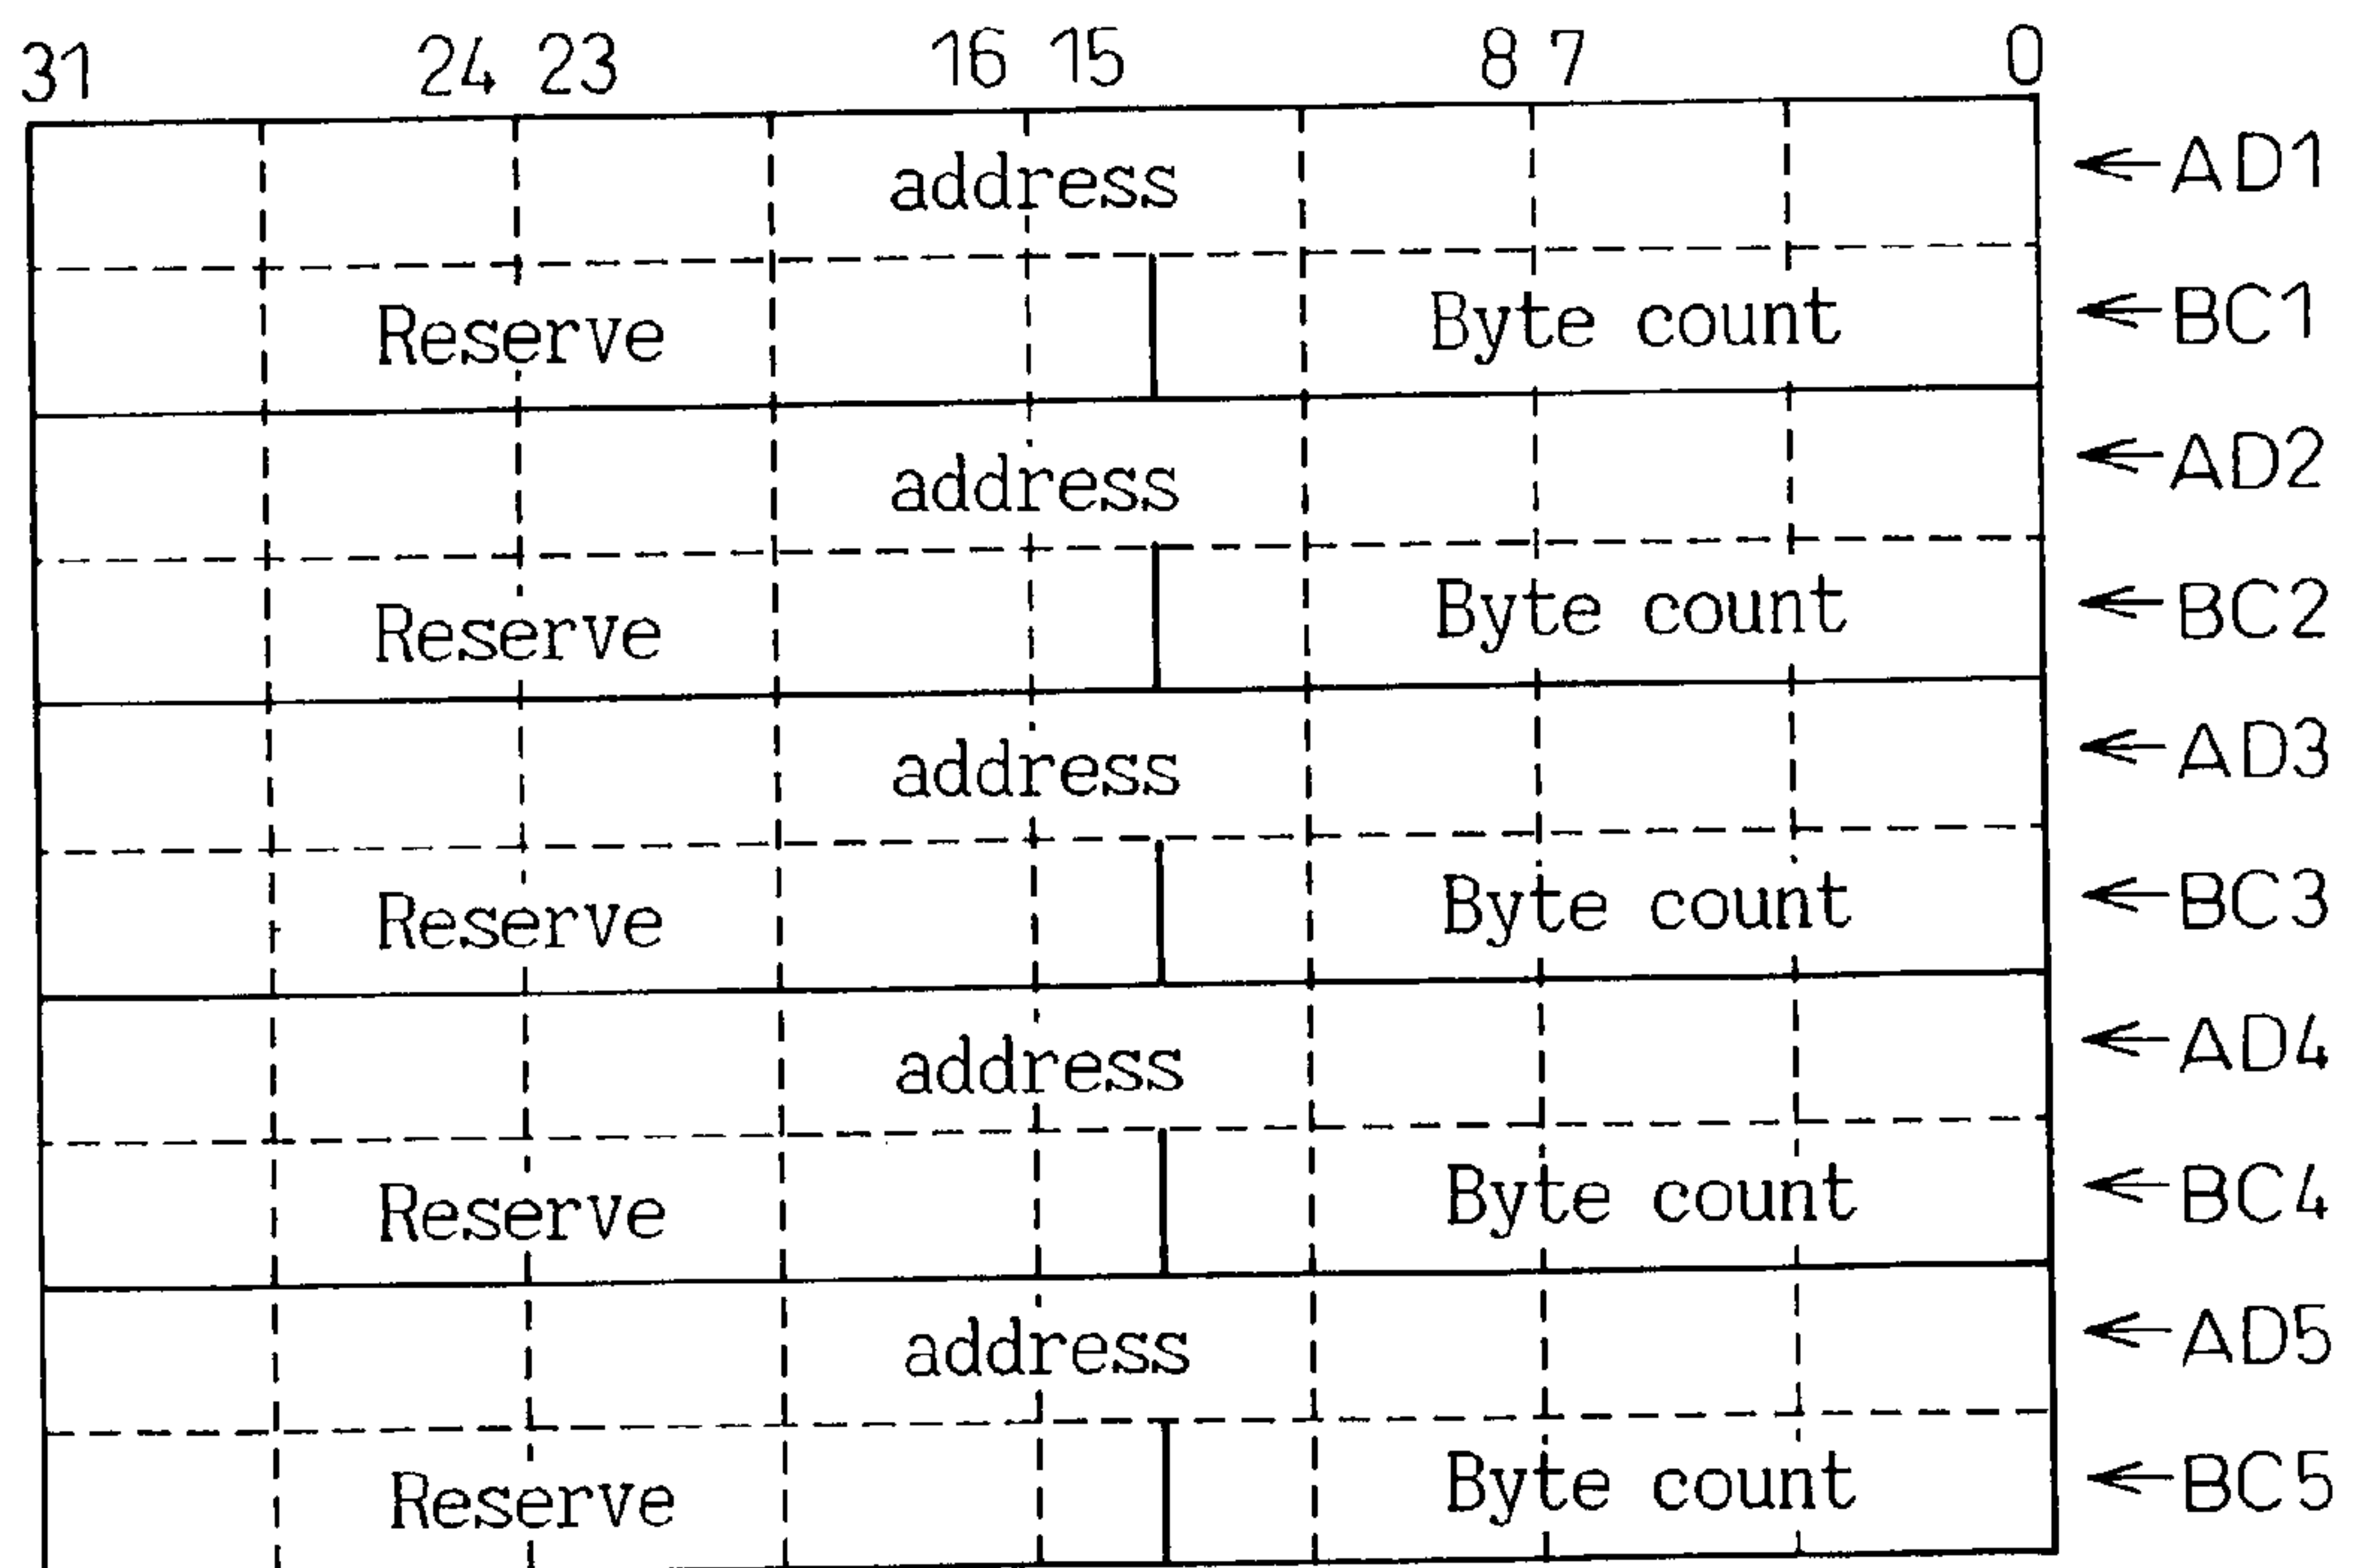 31 24 23 16 15 8 7 0
address ←AD1
Reserve Byte count ←BC1
address ←AD2
Reserve Byte count ←BC2
address ←AD3
Reserve Byte count ←BC3
address ←AD4
Reserve Byte count ←BC4
address ←AD5
Reserve Byte count ←BC5